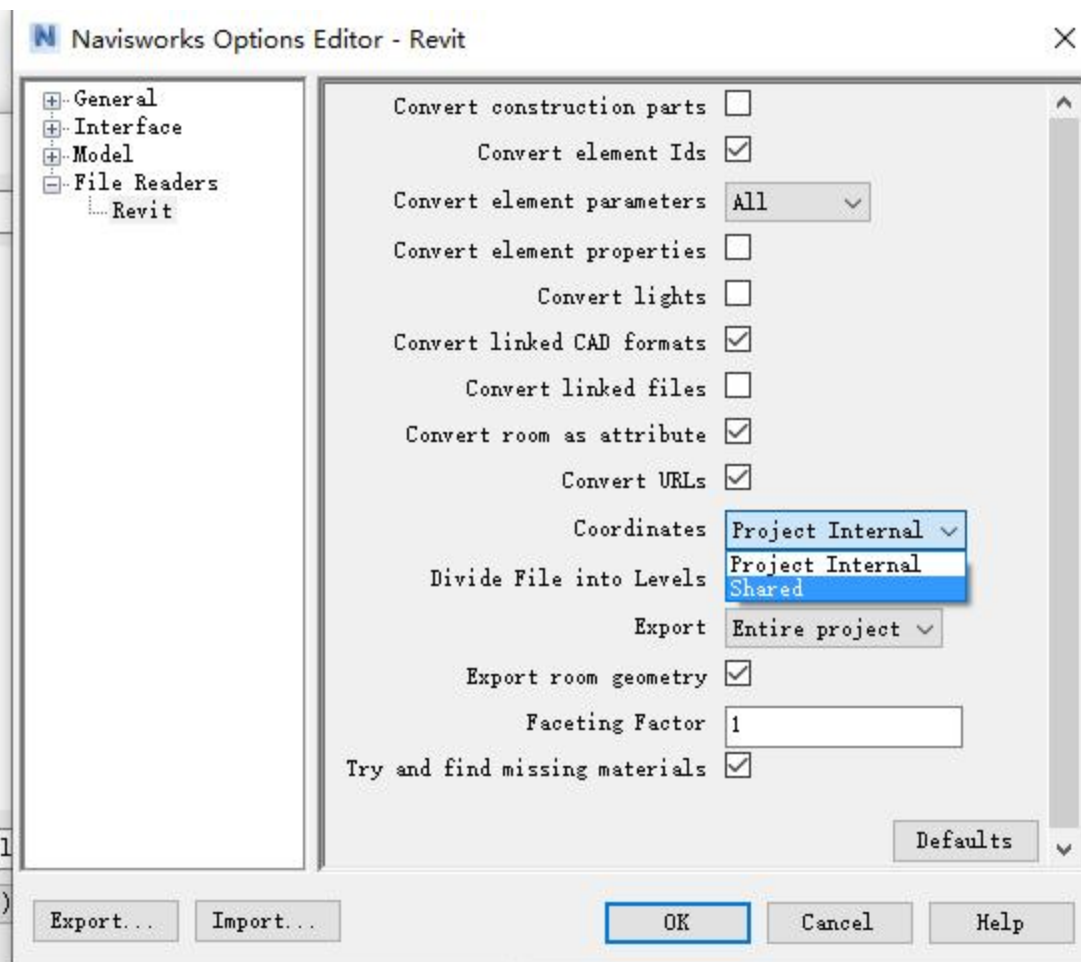 Navisworks Options Editor - Revit
General
Interface
Model
File Readers
Revit
Convert construction parts
Convert element Ids
Convert element parameters All
Convert element properties
Convert lights
Convert linked CAD formats
Convert linked files
Convert room as attribute
Convert URLs
Coordinates Project Internal
Project Internal
Divide File into Levels
Shared
Export Entire project
Export room geometry
Faceting Factor 1
Try and find missing materials
Defaults
Export... Import... OK Cancel Help